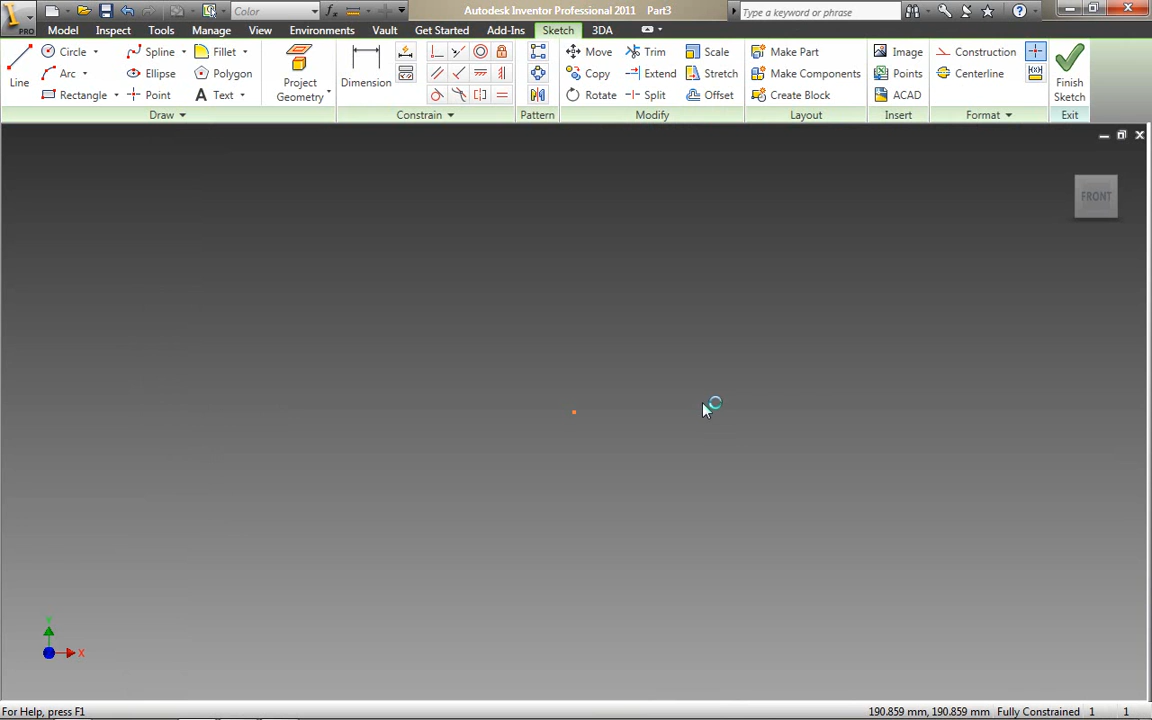 PRO Color Autodesk Inventor Professional 2011 Part3 Type a keyword or phrase
Model Inspect Tools Manage View Environments Vault Get Started Add-Ins Sketch 3DA
Line Circle Spline Fillet Project Geometry Dimension Move Trim Scale Make Part Image Construction Finish Sketch
Arc Ellipse Polygon Copy Extend Stretch Make Components Points Centerline
Rectangle Point Text Rotate Split Offset Create Block ACAD
Draw Constrain Pattern Modify Layout Insert Format Exit
FRONT
Y
X
For Help, press F1 190.859 mm, 190.859 mm Fully Constrained 1 1